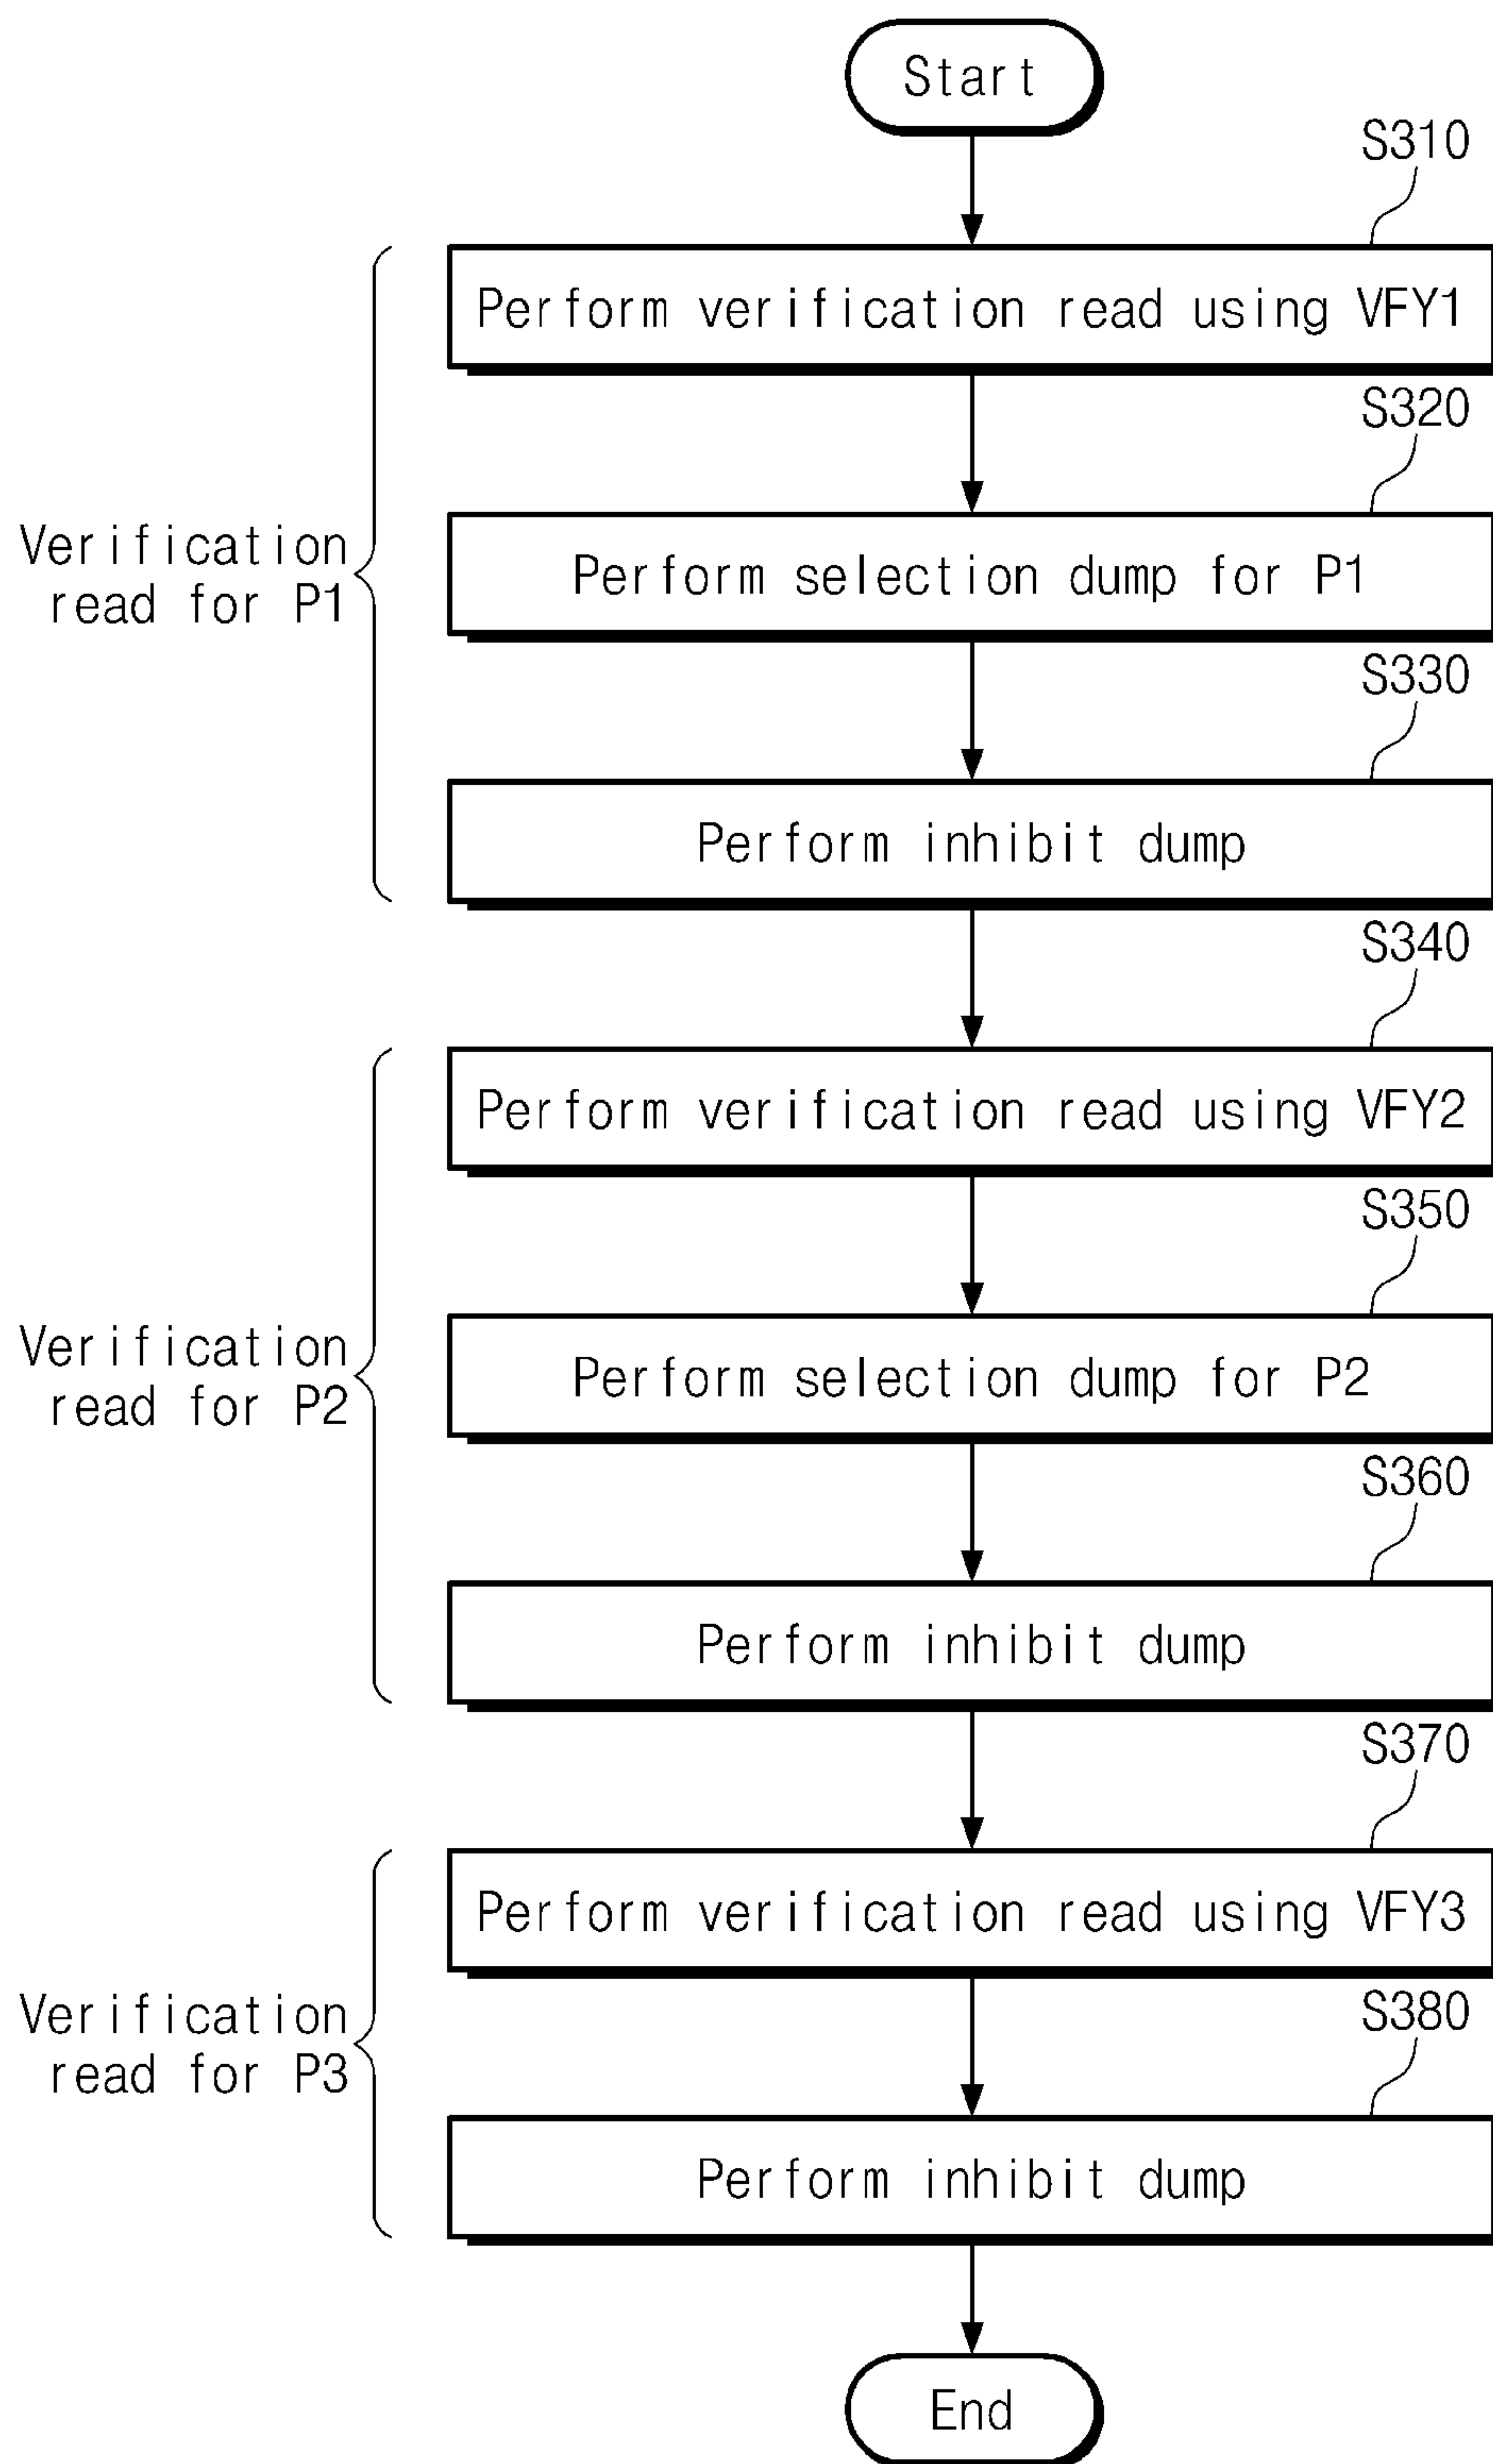 Start
S310
Perform verification read using VFY1
S320
Verification
read for P1
Perform selection dump for P1
S330
Perform inhibit dump
S340
Perform verification read using VFY2
S350
Verification
read for P2
Perform selection dump for P2
S360
Perform inhibit dump
S370
Perform verification read using VFY3
Verification
read for P3
S380
Perform inhibit dump
End